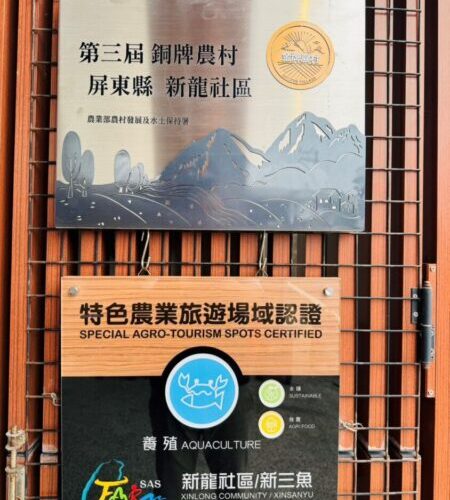 第三屆 銅牌農村
屏東縣 新龍社區
農業部農村發展及水土保持署
特色農業旅遊場域認證
SPECIAL AGRO-TOURISM SPOTS CERTIFIED
永續
SUSTAINABLE
食農
AGRI FOOD
養殖 AQUACULTURE
SAS
FARM
新龍社區/新三魚
XINLONG COMMUNITY / XINSANYU